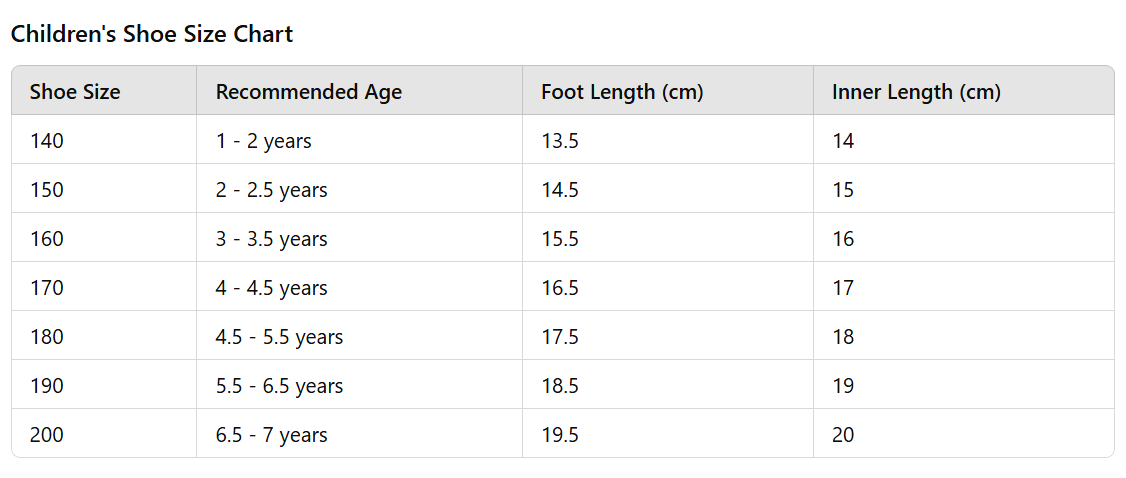 Children's Shoe Size Chart
Shoe Size Recommended Age Foot Length (cm) Inner Length (cm)
140 1 - 2 years 13.5 14
150 2 - 2.5 years 14.5 15
160 3 - 3.5 years 15.5 16
170 4 - 4.5 years 16.5 17
180 4.5 - 5.5 years 17.5 18
190 5.5 - 6.5 years 18.5 19
200 6.5 - 7 years 19.5 20